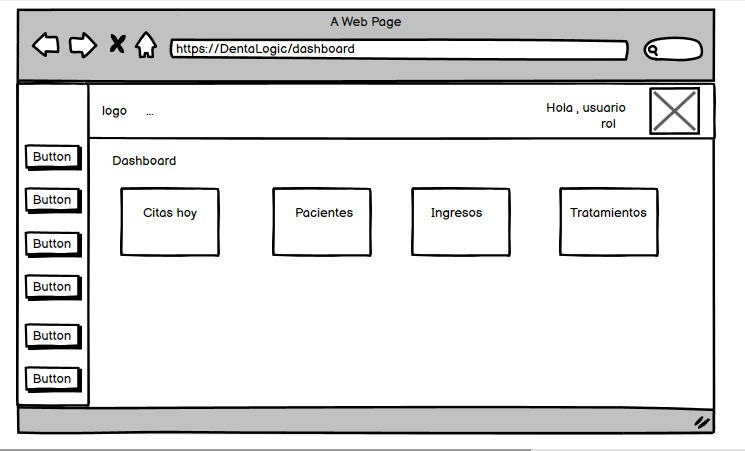 A Web Page
https://DentaLogic/dashboard
logo ...
Hola , usuario
rol
Button
Dashboard
Button
Citas hoy
Pacientes
Ingresos
Tratamientos
Button
Button
Button
Button